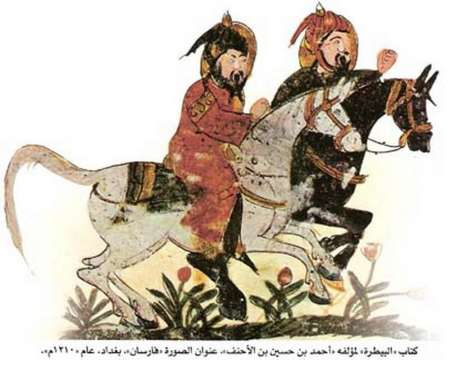 كتاب «البيطرة» لمؤلفه «أحمد بن حسين بن الأحنف»، عنوان الصورة «فارسان»، بغداد، عام «١٢١٠م».